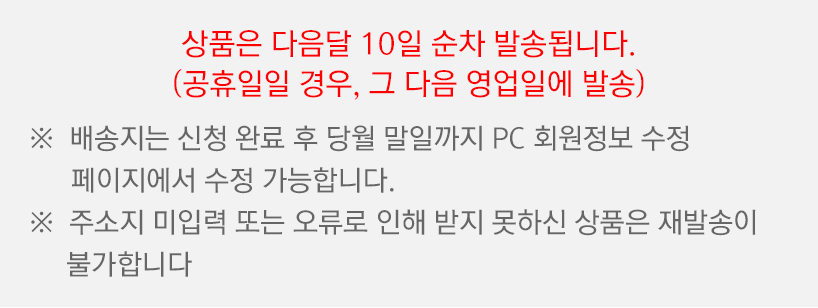 상품은 다음달 10일 순차 발송됩니다.
(공휴일일 경우, 그 다음 영업일에 발송)
※ 배송지는 신청 완료 후 당월 말일까지 PC 회원정보 수정
페이지에서 수정 가능합니다.
※ 주소지 미입력 또는 오류로 인해 받지 못하신 상품은 재발송이
불가합니다